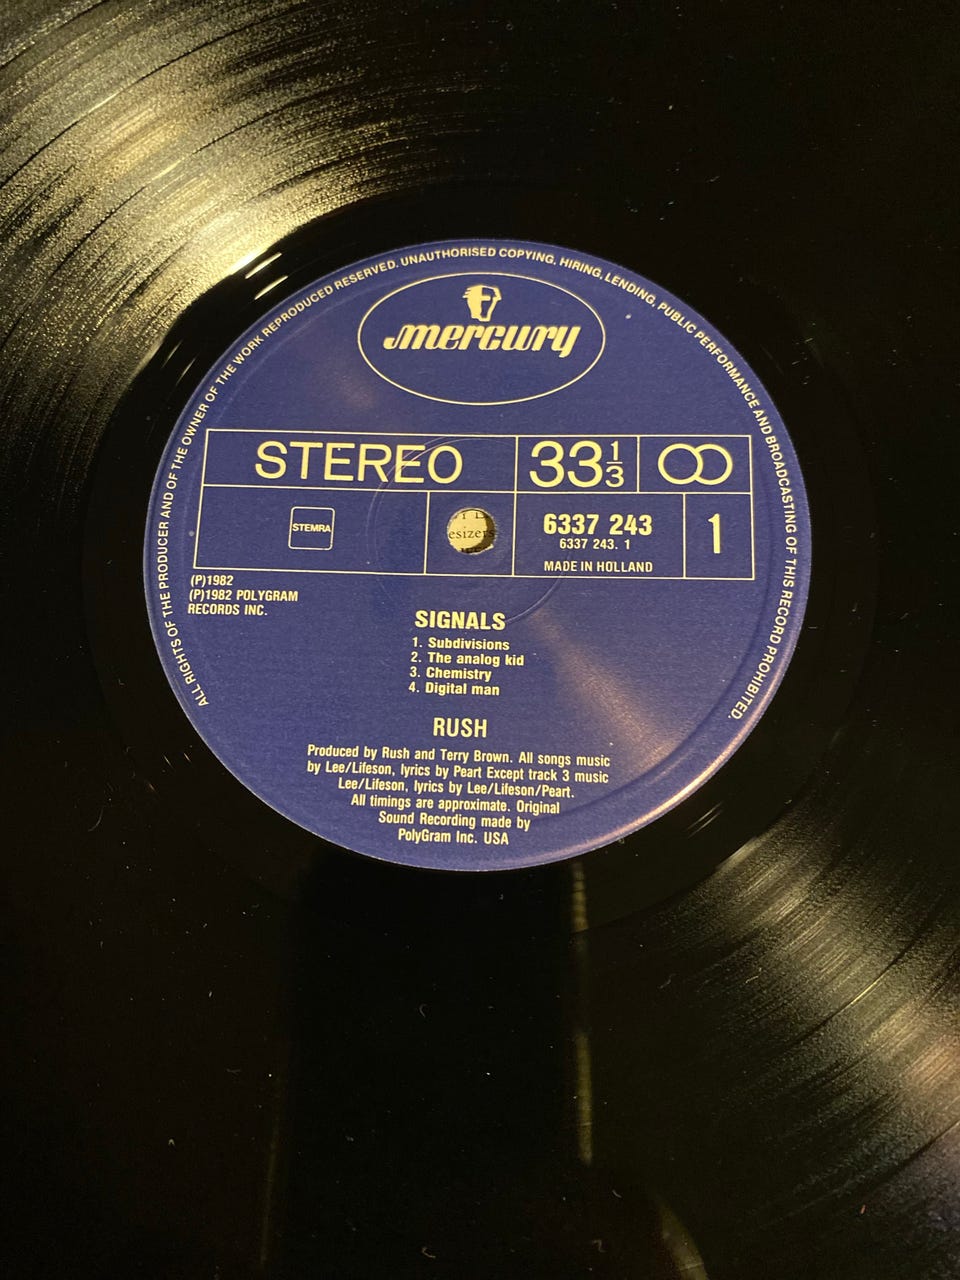 ALL RIGHTS OF THE PRODUCER AND OF THE OWNER OF THE WORK REPRODUCED RESERVED. UNAUTHORISED COPYING, HIRING, LENDING, PUBLIC PERFORMANCE AND BROADCASTING OF THIS RECORD PROHIBITED.
mercury
STEREO 33 1/3
STEMRA
esizers
6337 243
6337 243. 1
MADE IN HOLLAND
1
(P)1982
(P)1982 POLYGRAM
RECORDS INC.
SIGNALS
1. Subdivisions
2. The analog kid
3. Chemistry
4. Digital man
RUSH
Produced by Rush and Terry Brown. All songs music
by Lee/Lifeson, lyrics by Peart Except track 3 music
Lee/Lifeson, lyrics by Lee/Lifeson/Peart.
All timings are approximate. Original
Sound Recording made by
PolyGram Inc. USA